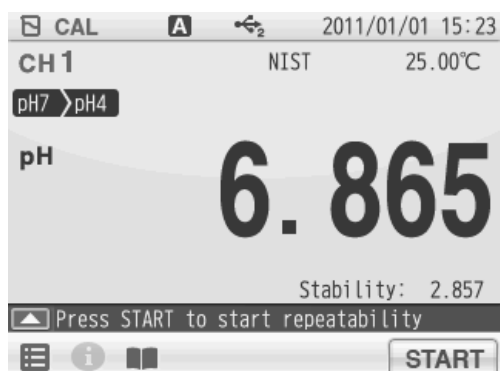 CAL A 2 2011/01/01 15:23
CH1 NIST 25.00℃
pH7 pH4
pH 6.865
Stability: 2.857
Press START to start repeatability
START